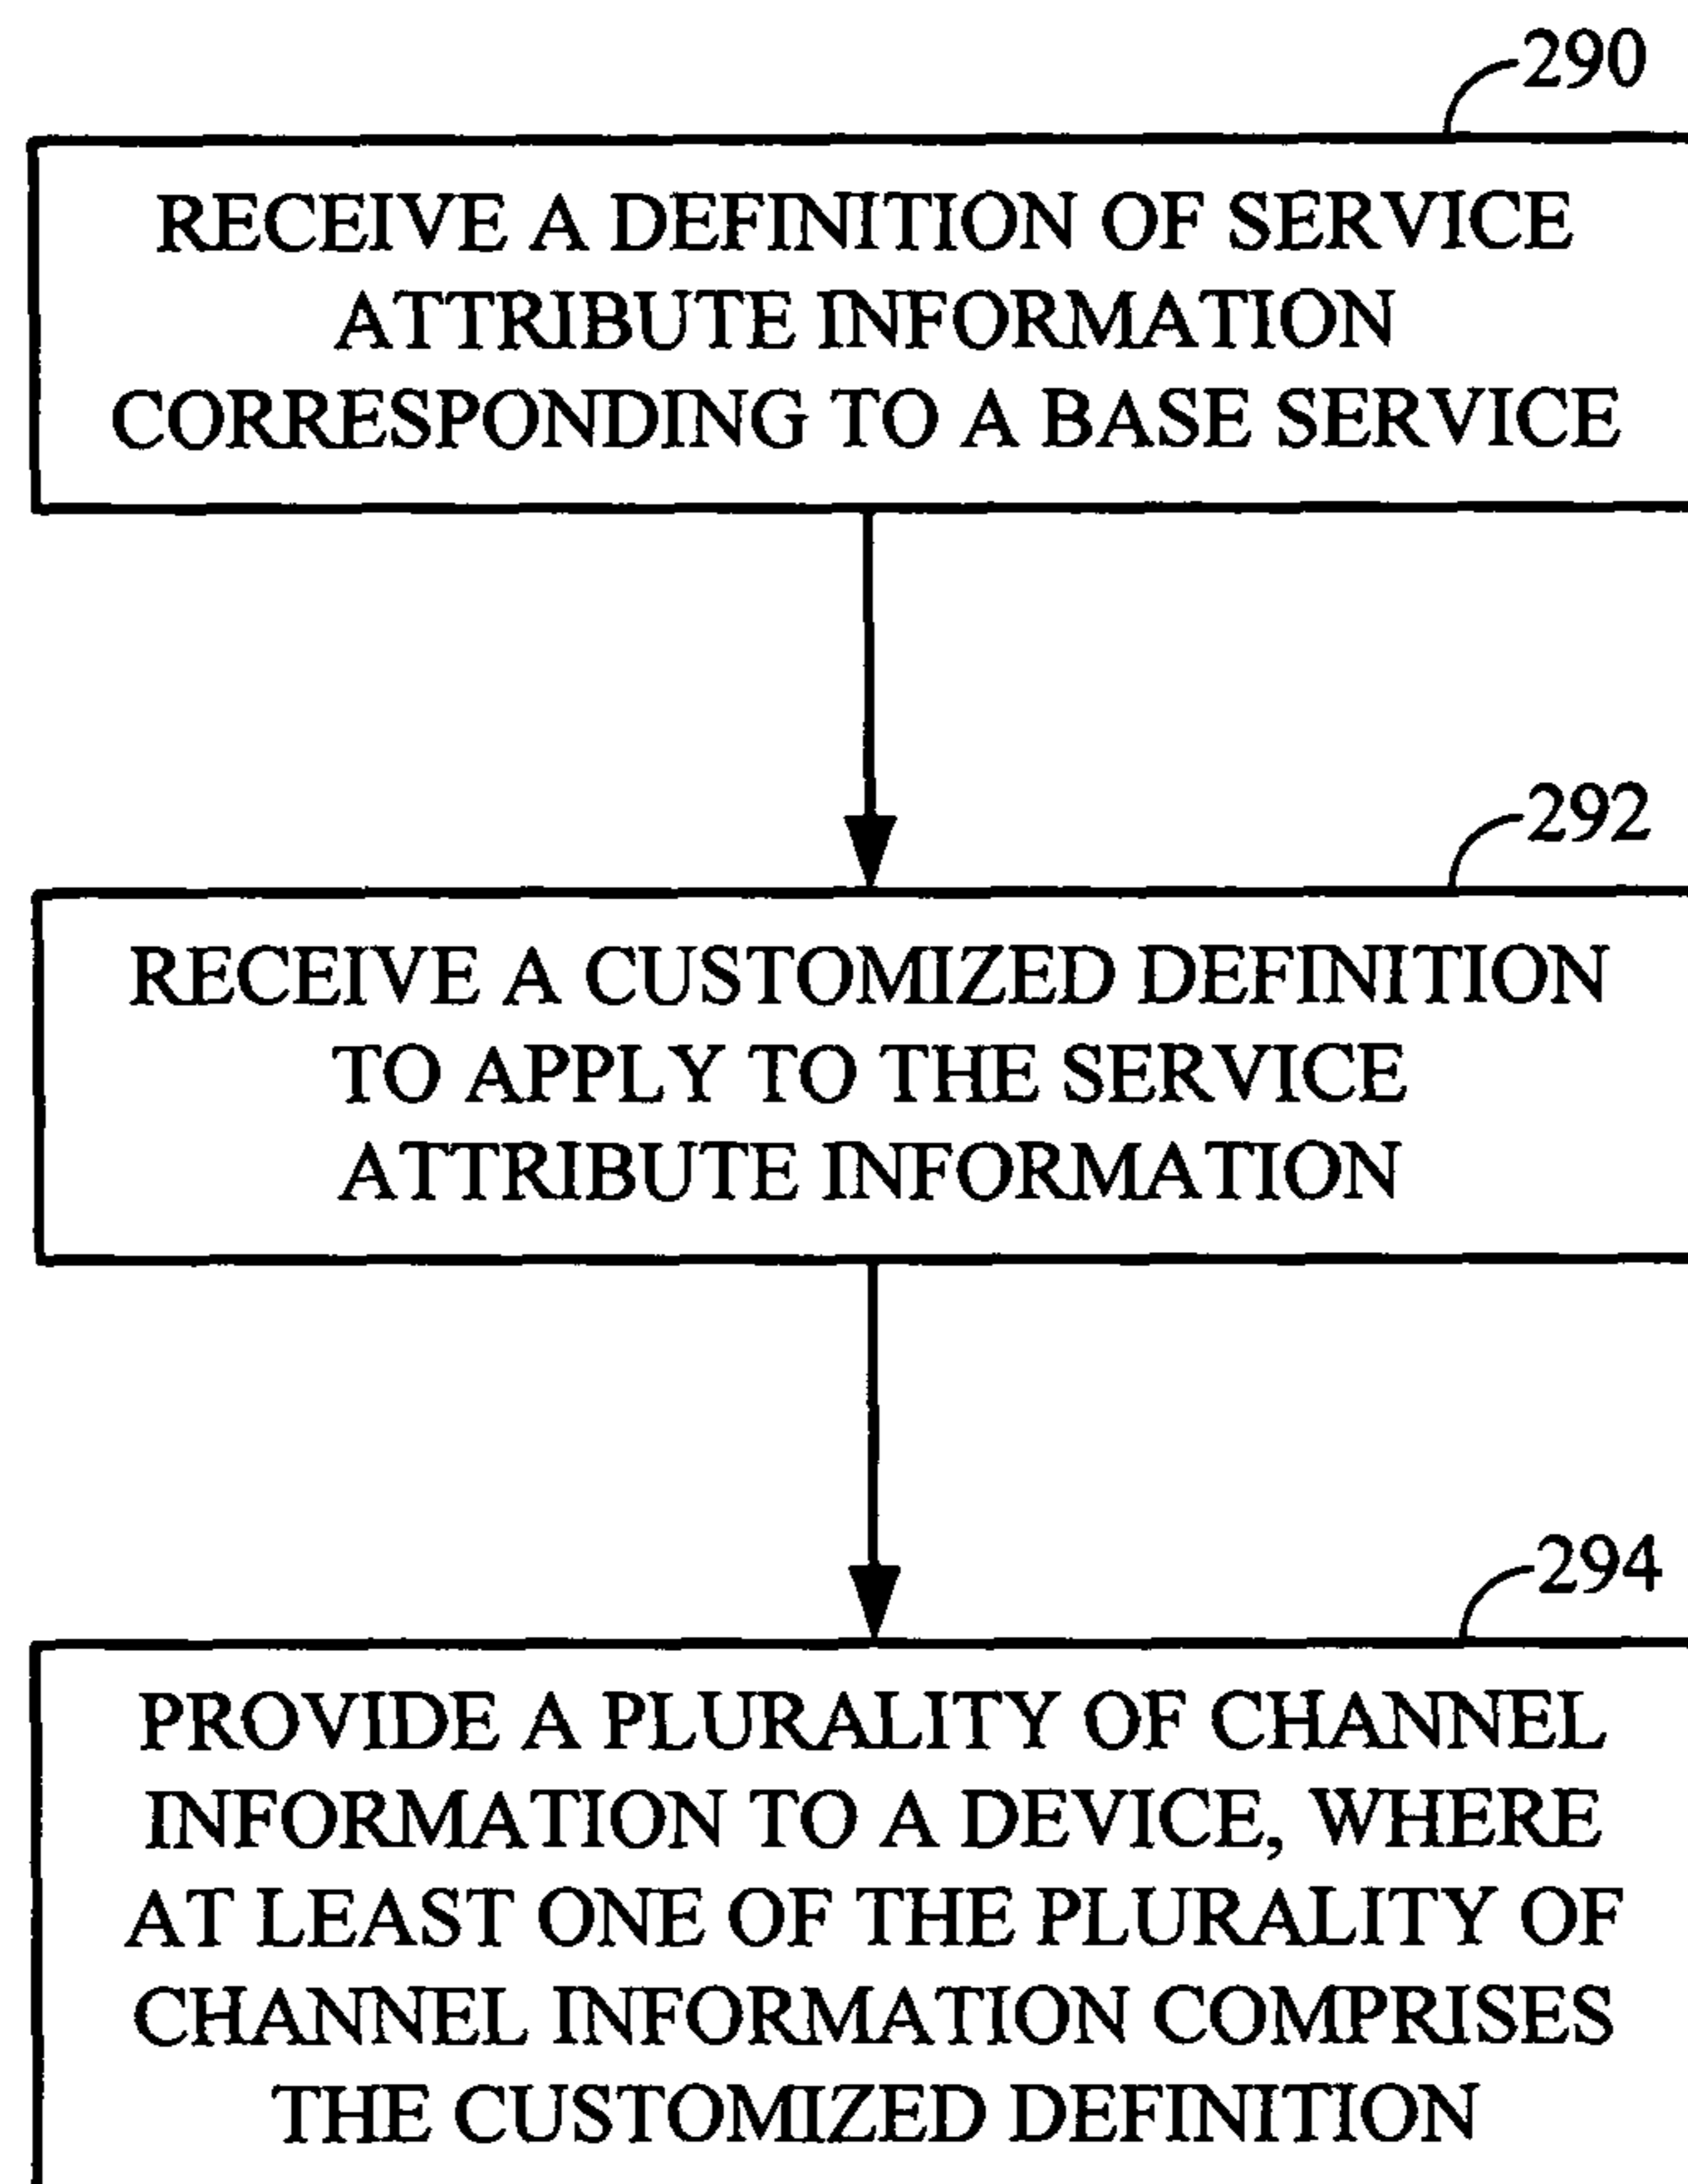 290
RECEIVE A DEFINITION OF SERVICE
ATTRIBUTE INFORMATION
CORRESPONDING TO A BASE SERVICE
292
RECEIVE A CUSTOMIZED DEFINITION
TO APPLY TO THE SERVICE
ATTRIBUTE INFORMATION
294
PROVIDE A PLURALITY OF CHANNEL
INFORMATION TO A DEVICE, WHERE
AT LEAST ONE OF THE PLURALITY OF
CHANNEL INFORMATION COMPRISES
THE CUSTOMIZED DEFINITION